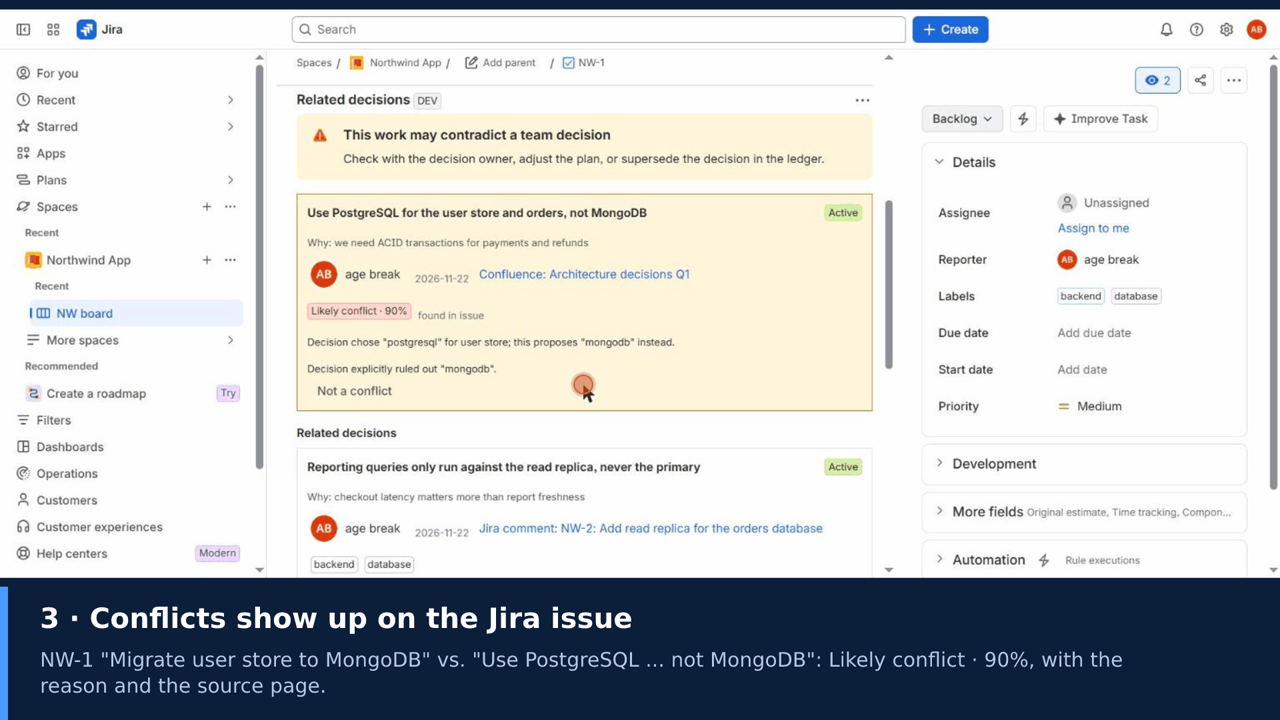 Jira
Search
Create
AB
For you
Recent
Starred
Apps
Plans
Spaces
Recent
Northwind App
Recent
NW board
More spaces
Recommended
Create a roadmap
Try
Filters
Dashboards
Operations
Customers
Customer experiences
Help centers
Modern
Spaces / Northwind App / Add parent / NW-1
Related decisions DEV
This work may contradict a team decision
Check with the decision owner, adjust the plan, or supersede the decision in the ledger.
Use PostgreSQL for the user store and orders, not MongoDB
Active
Why: we need ACID transactions for payments and refunds
AB age break 2026-11-22 Confluence: Architecture decisions Q1
Likely conflict · 90% found in issue
Decision chose "postgresql" for user store; this proposes "mongodb" instead.
Decision explicitly ruled out "mongodb".
Not a conflict
Related decisions
Reporting queries only run against the read replica, never the primary
Active
Why: checkout latency matters more than report freshness
AB age break 2026-11-22 Jira comment: NW-2: Add read replica for the orders database
backend database
2
Backlog
Improve Task
Details
Assignee
Unassigned
Assign to me
Reporter
AB age break
Labels
backend database
Due date
Add due date
Start date
Add date
Priority
Medium
Development
More fields Original estimate, Time tracking, Compon...
Automation Rule executions
3 · Conflicts show up on the Jira issue
NW-1 "Migrate user store to MongoDB" vs. "Use PostgreSQL ... not MongoDB": Likely conflict · 90%, with the
reason and the source page.